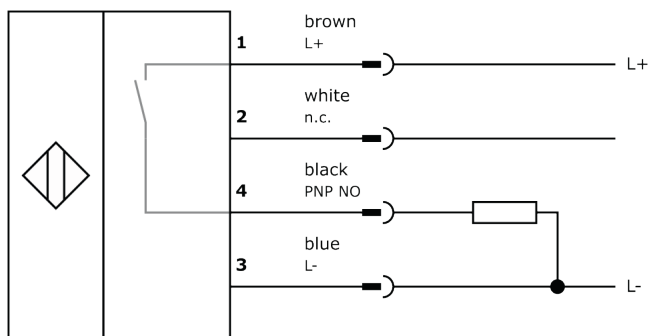 brown
1 L+ L+
white
2 n.c.
black
4 PNP NO
blue
3 L- L-